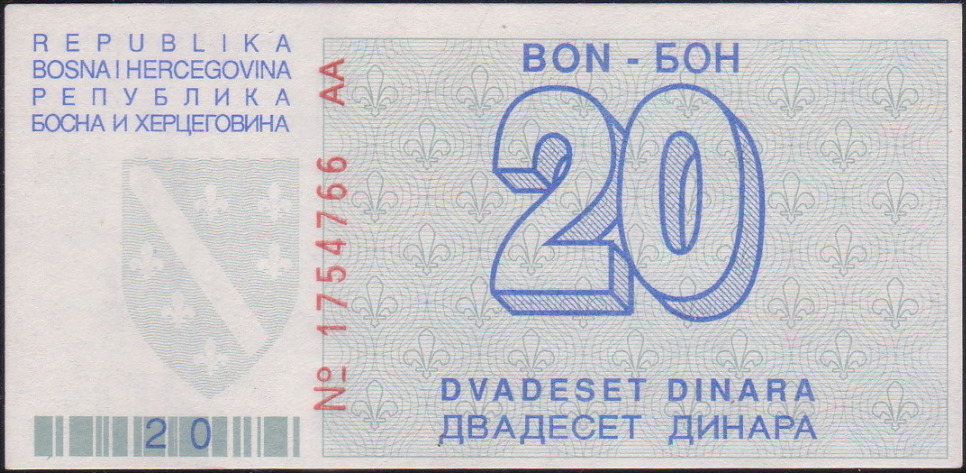 REPUBLIKA
BOSNA I HERCEGOVINA
РЕПУБЛИКА
БОСНА И ХЕРЦЕГОВИНА
№ 1754766 AA
BON - БОН
20
DVADESET DINARA
ДВАДЕСЕТ ДИНАРА
20